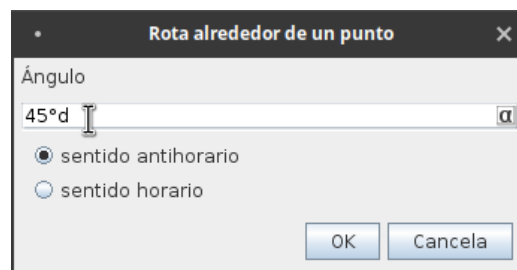 Rota alrededor de un punto
Ángulo
45°d
α
sentido antihorario
sentido horario
OK Cancela